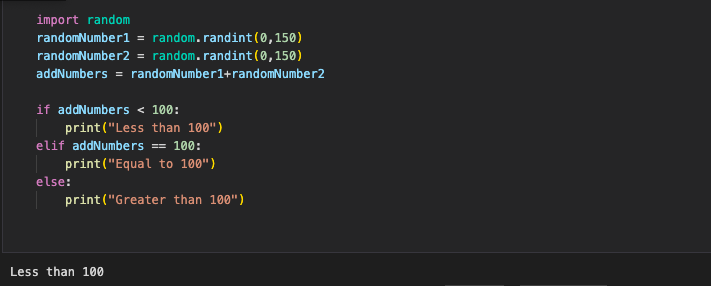 import random
randomNumber1 = random.randint(0,150)
randomNumber2 = random.randint(0,150)
addNumbers = randomNumber1+randomNumber2

if addNumbers < 100:
    print("Less than 100")
elif addNumbers == 100:
    print("Equal to 100")
else:
    print("Greater than 100")

Less than 100